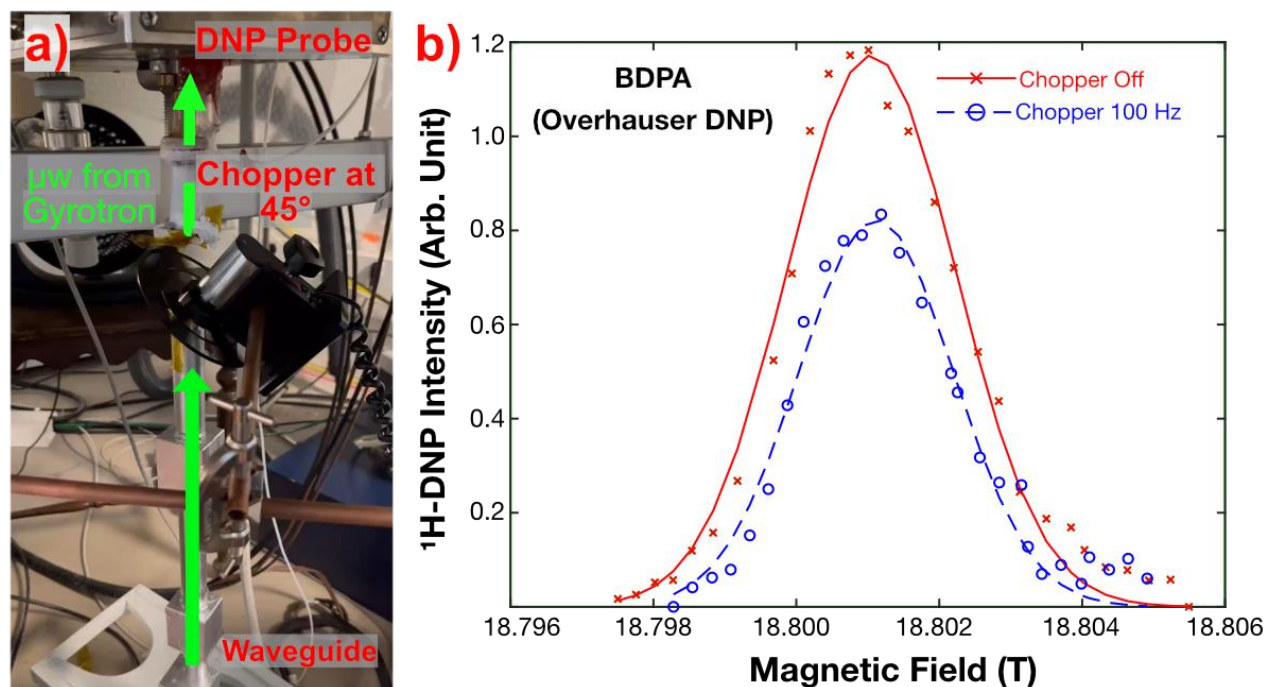 a)
DNP Probe
µw from
Gyrotron
Chopper at
45°
Waveguide
b)
BDPA
(Overhauser DNP)
Chopper Off
Chopper 100 Hz
¹H-DNP Intensity (Arb. Unit)
1.2
1.0
0.8
0.6
0.4
0.2
18.796
18.798
18.800
18.802
18.804
18.806
Magnetic Field (T)